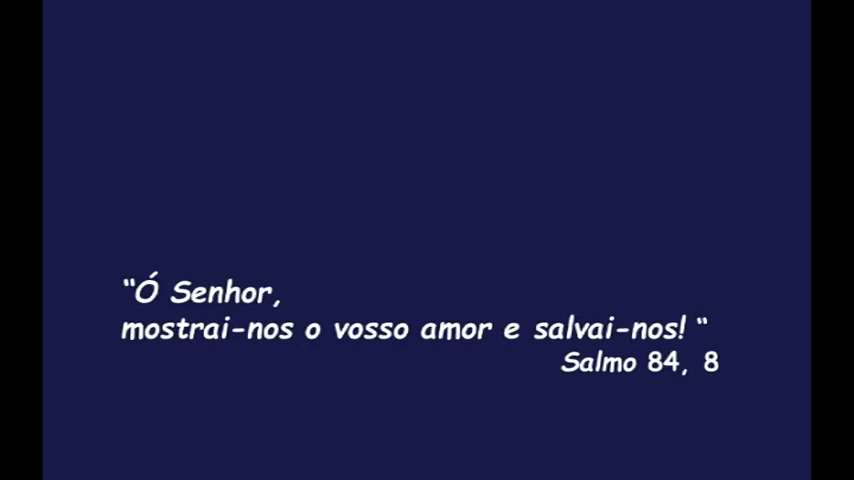 “Ó Senhor,
mostrai-nos o vosso amor e salvai-nos! “
Salmo 84, 8